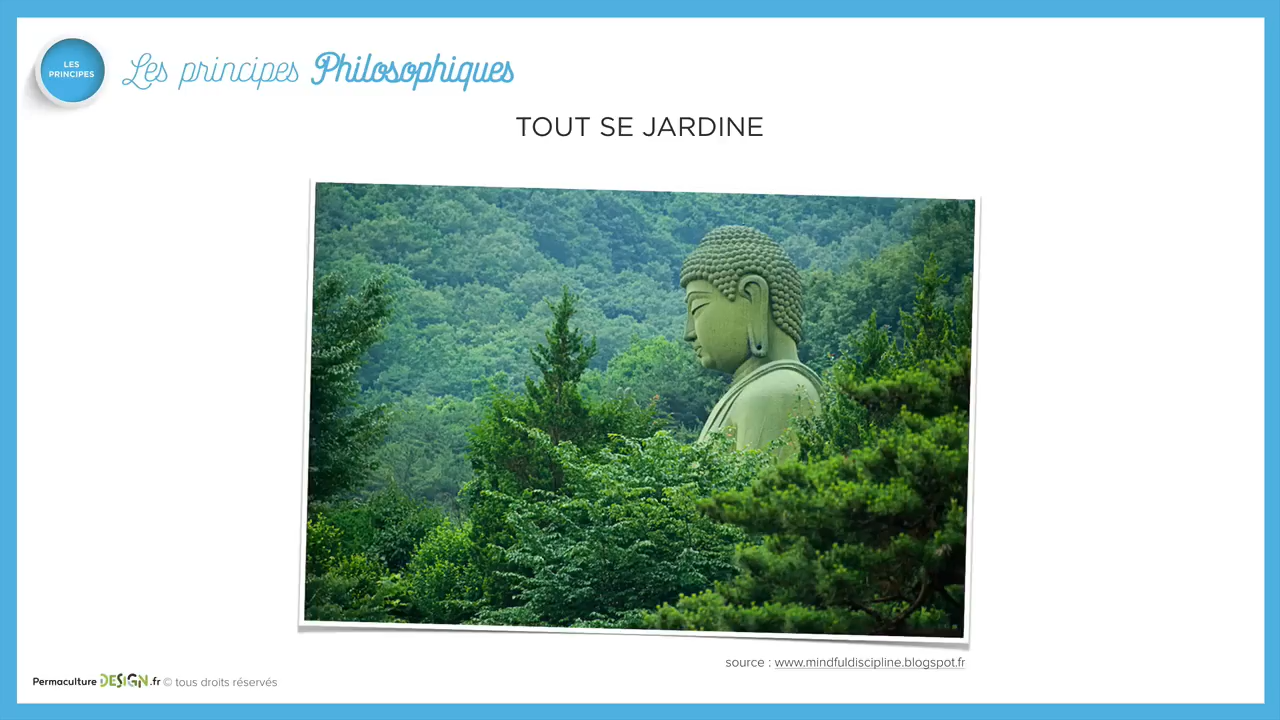 LES
PRINCIPES
Les principes Philosophiques
TOUT SE JARDINE
source : www.mindfuldiscipline.blogspot.fr
Permaculture DESIGN.fr © tous droits réservés